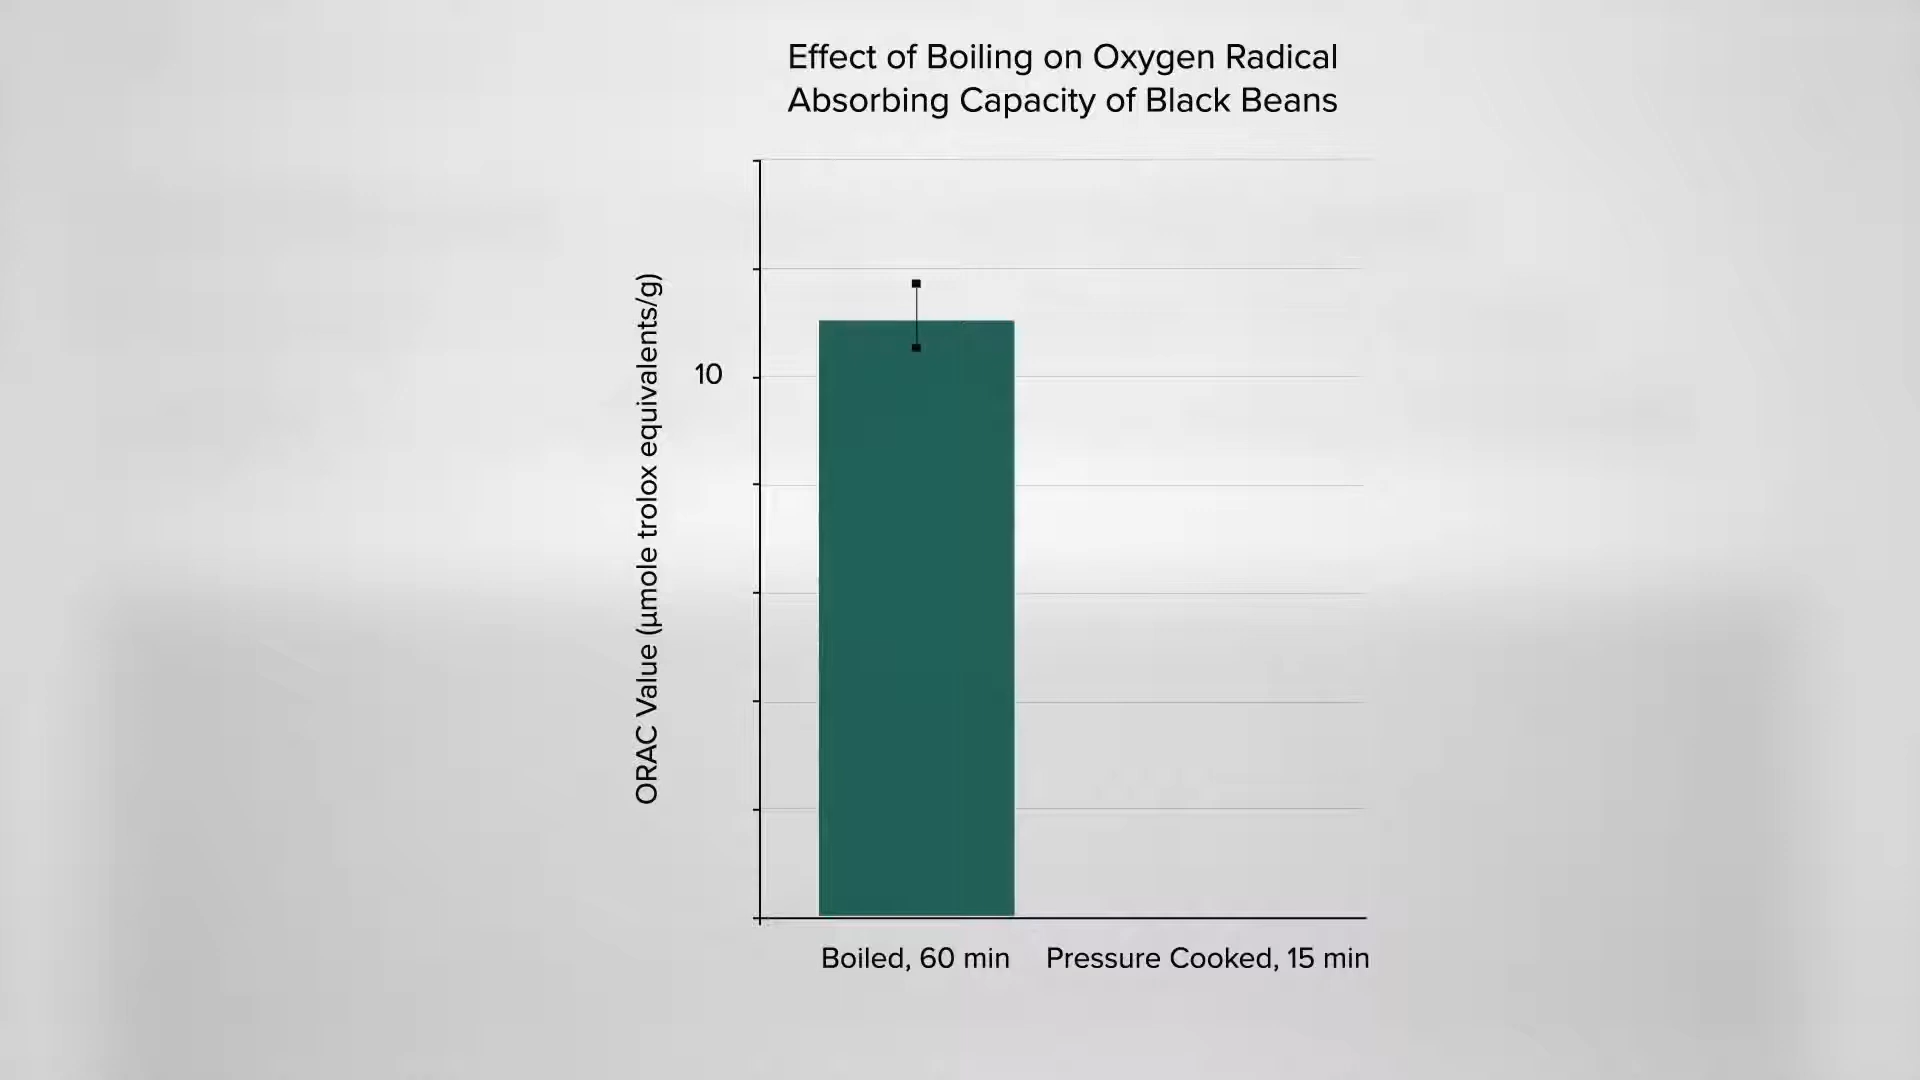 Effect of Boiling on Oxygen Radical
Absorbing Capacity of Black Beans
ORAC Value (µmole trolox equivalents/g)
10
Boiled, 60 min
Pressure Cooked, 15 min